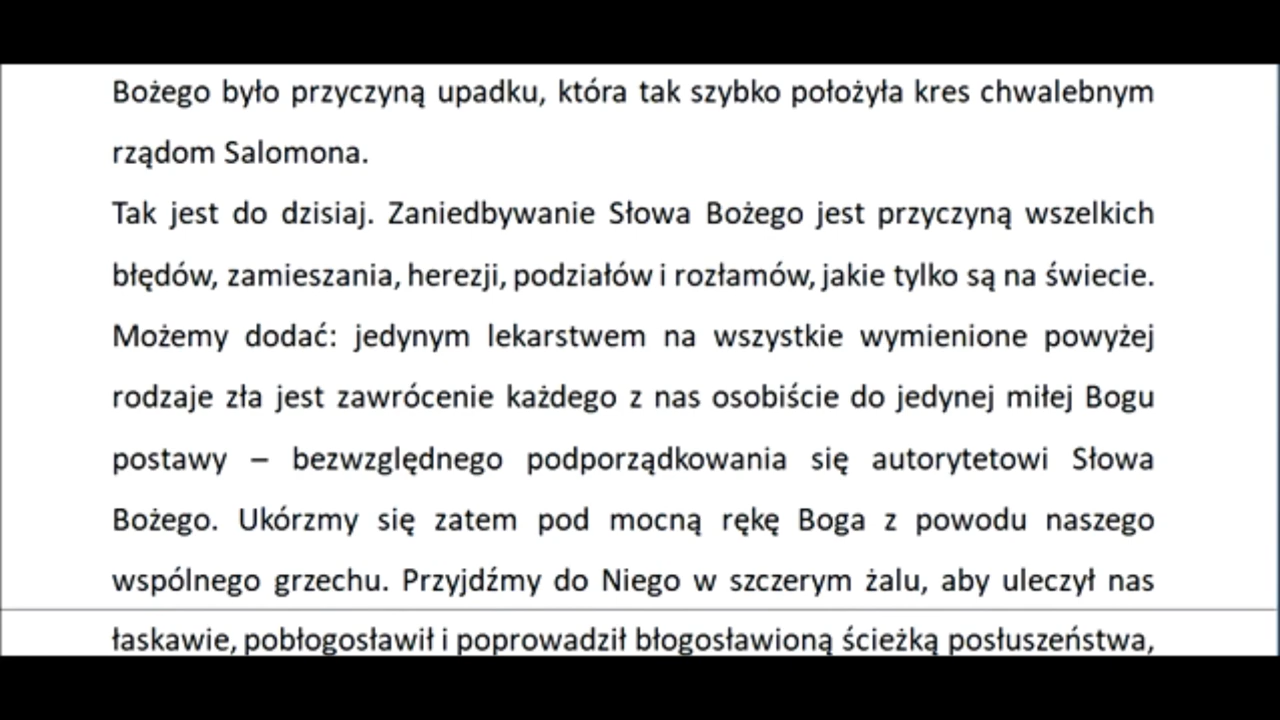 Bożego było przyczyną upadku, która tak szybko położyła kres chwalebnym
rządom Salomona.
Tak jest do dzisiaj. Zaniedbywanie Słowa Bożego jest przyczyną wszelkich
błędów, zamieszania, herezji, podziałów i rozłamów, jakie tylko są na świecie.
Możemy dodać: jedynym lekarstwem na wszystkie wymienione powyżej
rodzaje zła jest zawrócenie każdego z nas osobiście do jedynej miłej Bogu
postawy – bezwzględnego podporządkowania się autorytetowi Słowa
Bożego. Ukórzmy się zatem pod mocną rękę Boga z powodu naszego
wspólnego grzechu. Przyjdźmy do Niego w szczerym żalu, aby uleczył nas
łaskawie, pobłogosławił i poprowadził błogosławioną ścieżką posłuszeństwa,